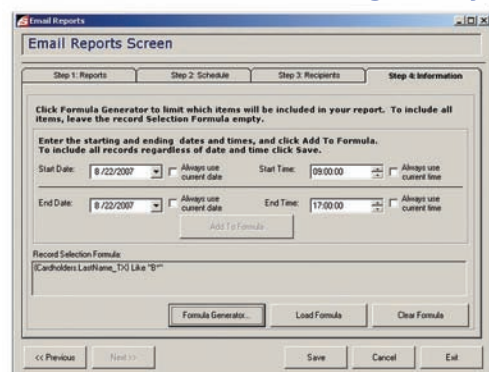 Email Reports
Email Reports Screen
Step 1: Reports
Step 2: Schedule
Step 3: Recipients
Step 4: Information
Click Formula Generator to limit which items will be included in your report. To include all
items, leave the record Selection Formula empty.
Enter the starting and ending dates and times, and click Add To Formula.
To include all records regardless of date and time click Save.
Start Date: 8/22/2007 Always use current date Start Time: 09:00:00 Always use current time
End Date: 8/22/2007 Always use current date End Time: 17:00:00 Always use current time
Add To Formula
Record Selection Formula:
{Cardholders.LastName_TX} Like "B*"
Formula Generator... Load Formula Clear Formula
<< Previous Next >> Save Cancel Exit